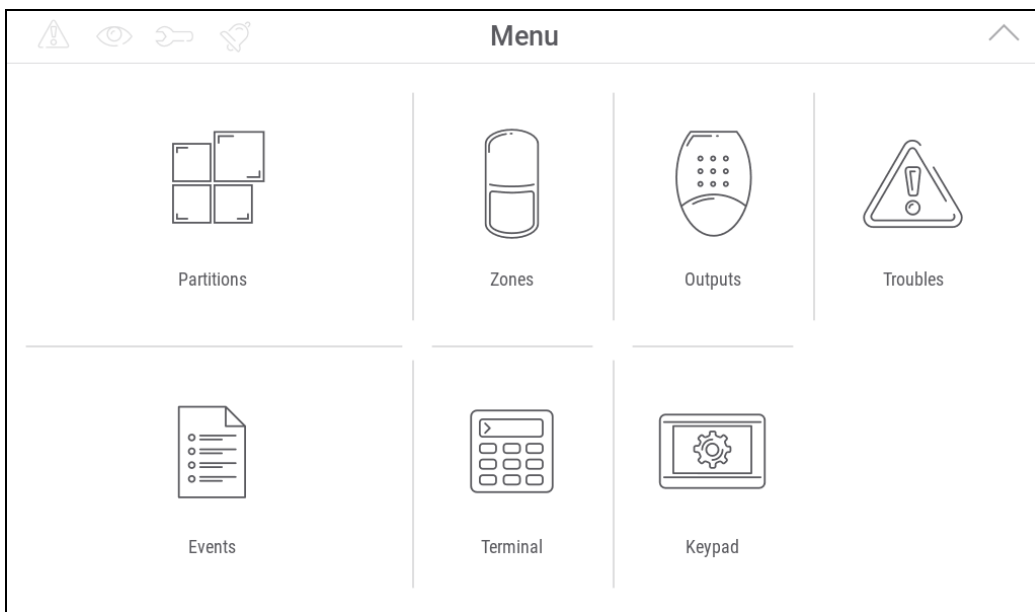 Menu
Partitions
Zones
Outputs
Troubles
Events
Terminal
Keypad